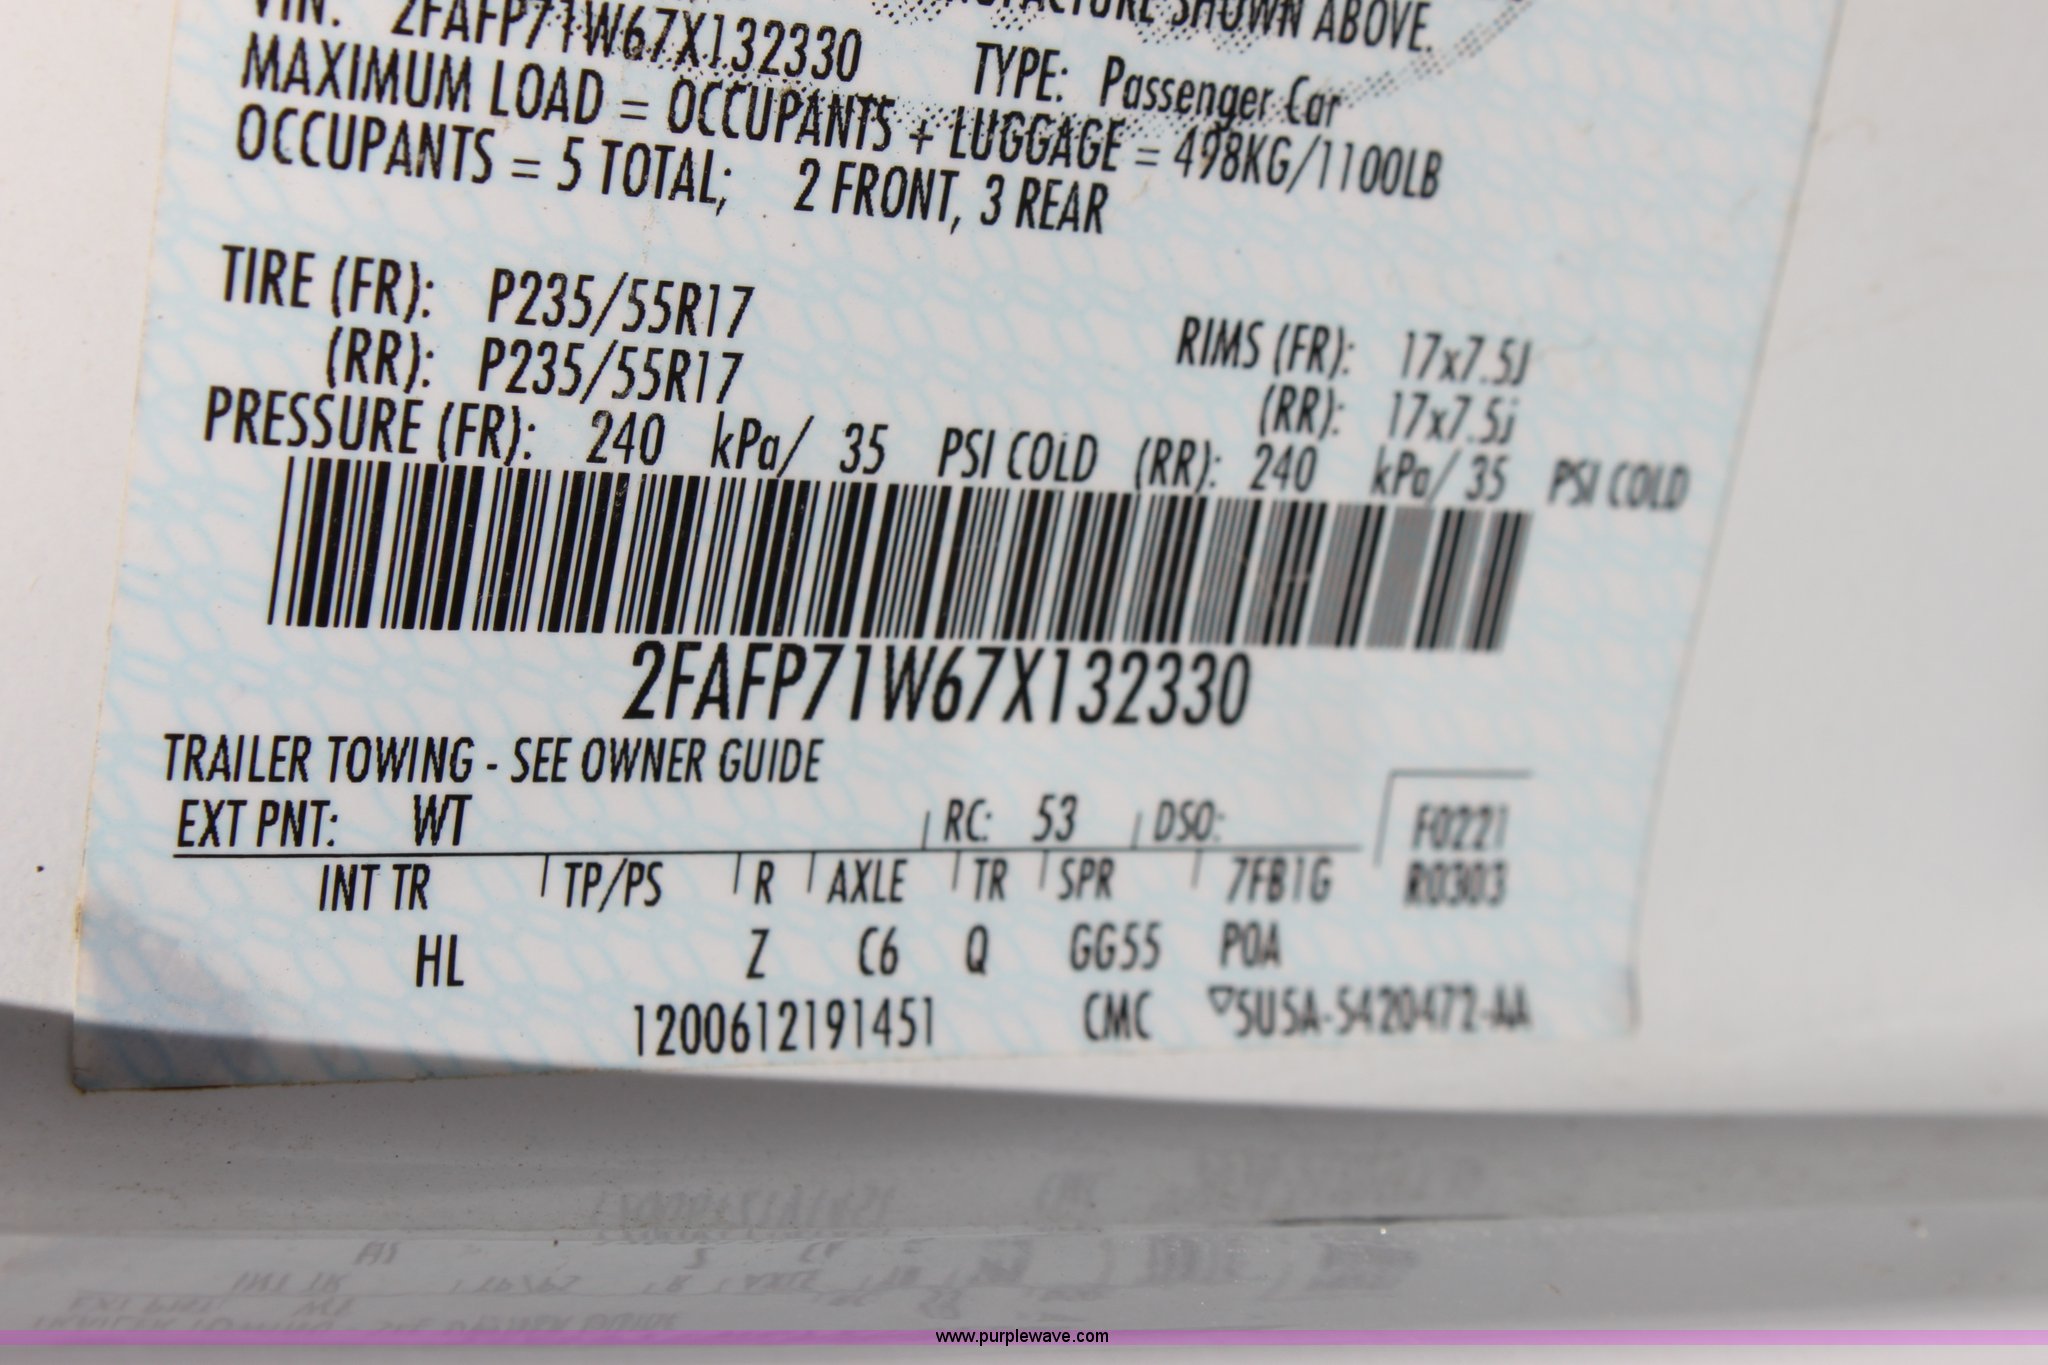 MANUFACTURE SHOWN ABOVE.
VIN: 2FAFP71W67X132330 TYPE: Passenger Car
MAXIMUM LOAD = OCCUPANTS + LUGGAGE = 498KG/1100LB
OCCUPANTS = 5 TOTAL; 2 FRONT, 3 REAR
TIRE (FR): P235/55R17 RIMS (FR): 17x7.5J
(RR): P235/55R17 (RR): 17x7.5j
PRESSURE (FR): 240 kPa/ 35 PSI COLD (RR): 240 kPa/ 35 PSI COLD
2FAFP71W67X132330
TRAILER TOWING - SEE OWNER GUIDE
EXT PNT: WT RC: 53 DSO: F0221
INT TR TP/PS R AXLE TR SPR 7FB1G R0303
HL Z C6 Q GG55 POA
1200612191451 CMC ▽5U5A-5420472-AA
www.purplewave.com